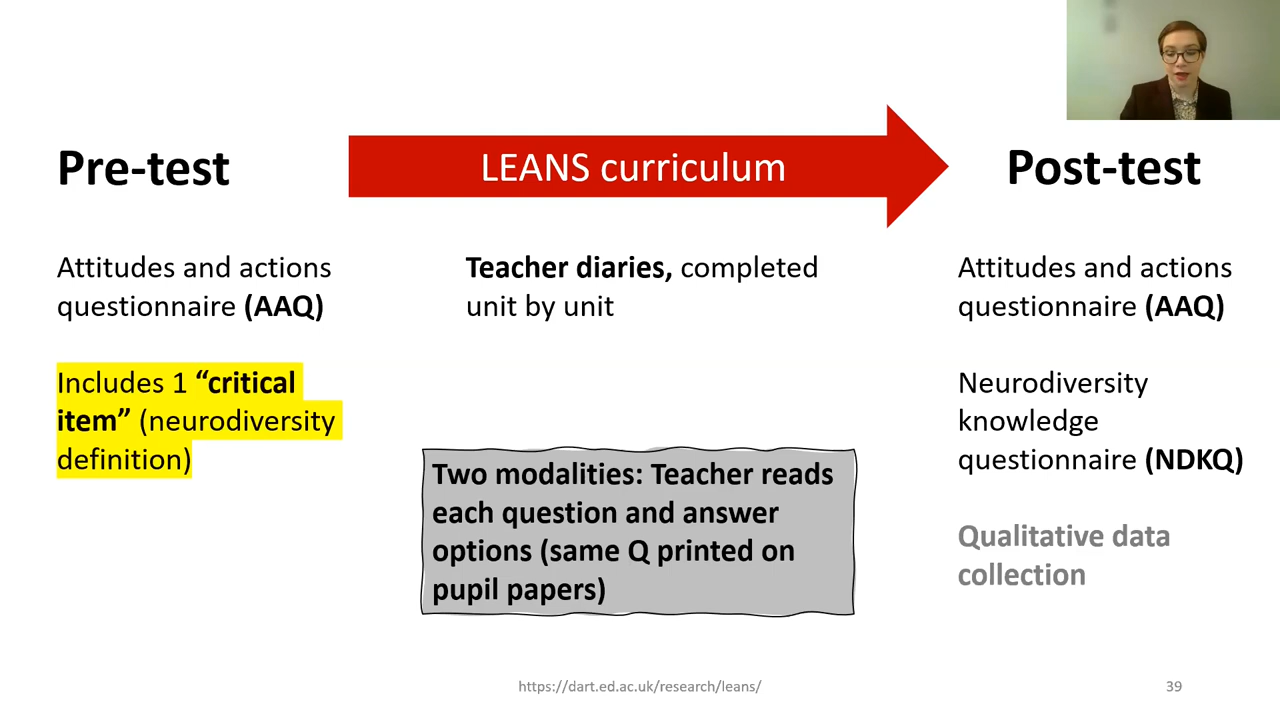 Pre-test
LEANS curriculum
Post-test
Attitudes and actions
questionnaire (AAQ)
Includes 1 “critical
item” (neurodiversity
definition)
Teacher diaries, completed
unit by unit
Two modalities: Teacher reads
each question and answer
options (same Q printed on
pupil papers)
Attitudes and actions
questionnaire (AAQ)
Neurodiversity
knowledge
questionnaire (NDKQ)
Qualitative data
collection
https://dart.ed.ac.uk/research/leans/
39